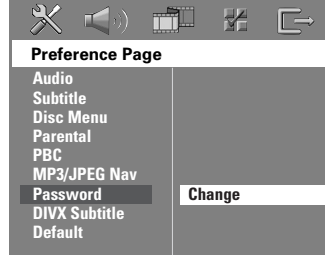 Preference Page
Audio
Subtitle
Disc Menu
Parental
PBC
MP3/JPEG Nav
Password Change
DIVX Subtitle
Default